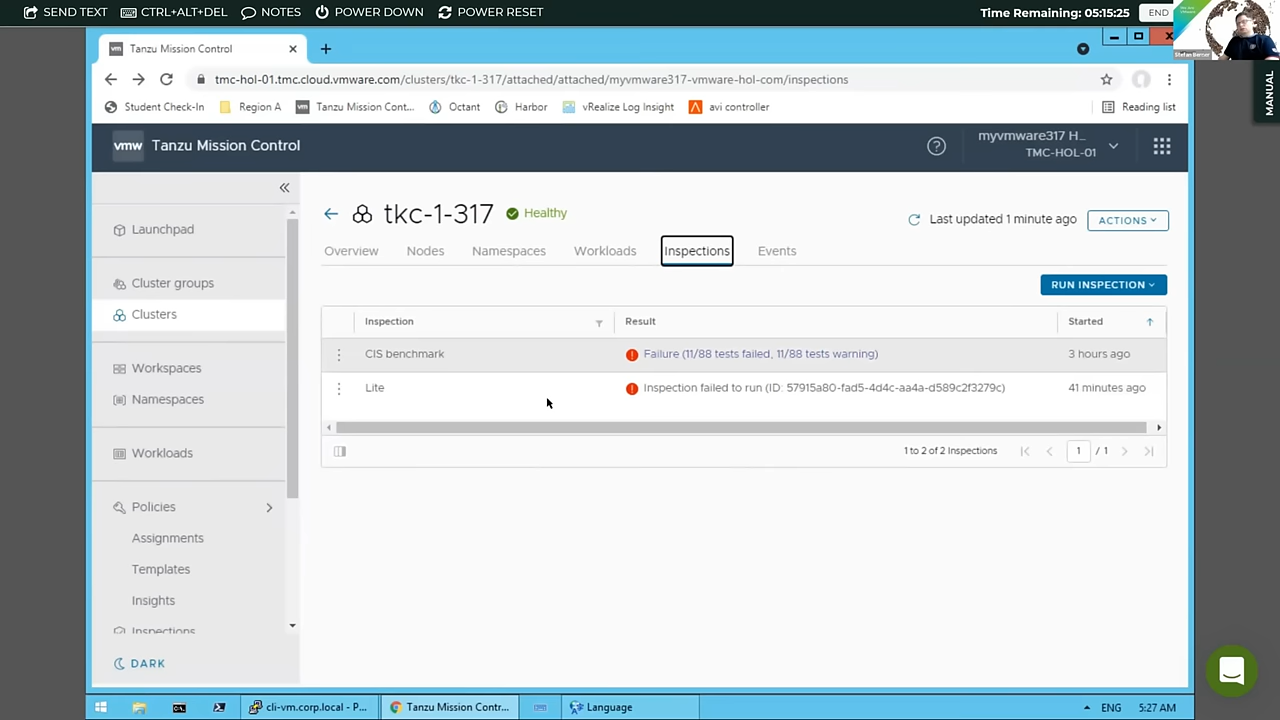 SEND TEXT CTRL+ALT+DEL NOTES POWER DOWN POWER RESET Time Remaining: 05:15:25 END
Stefan Berner
MANUAL
vm Tanzu Mission Control
tmc-hol-01.tmc.cloud.vmware.com/clusters/tkc-1-317/attached/attached/myvmware317-vmware-hol-com/inspections
Student Check-In Region A vm Tanzu Mission Cont... Octant Harbor vRealize Log Insight avi controller Reading list
vmw Tanzu Mission Control
myvmware317 H...
TMC-HOL-01
Launchpad
Cluster groups
Clusters
Workspaces
Namespaces
Workloads
Policies
Assignments
Templates
Insights
Inspections
DARK
tkc-1-317 Healthy
Last updated 1 minute ago ACTIONS
Overview Nodes Namespaces Workloads Inspections Events
RUN INSPECTION
Inspection Result Started
CIS benchmark Failure (11/88 tests failed, 11/88 tests warning) 3 hours ago
Lite Inspection failed to run (ID: 57915a80-fad5-4d4c-aa4a-d589c2f3279c) 41 minutes ago
1 to 2 of 2 Inspections 1 / 1
cli-vm.corp.local - P... Tanzu Mission Contr... Language ENG 5:27 AM